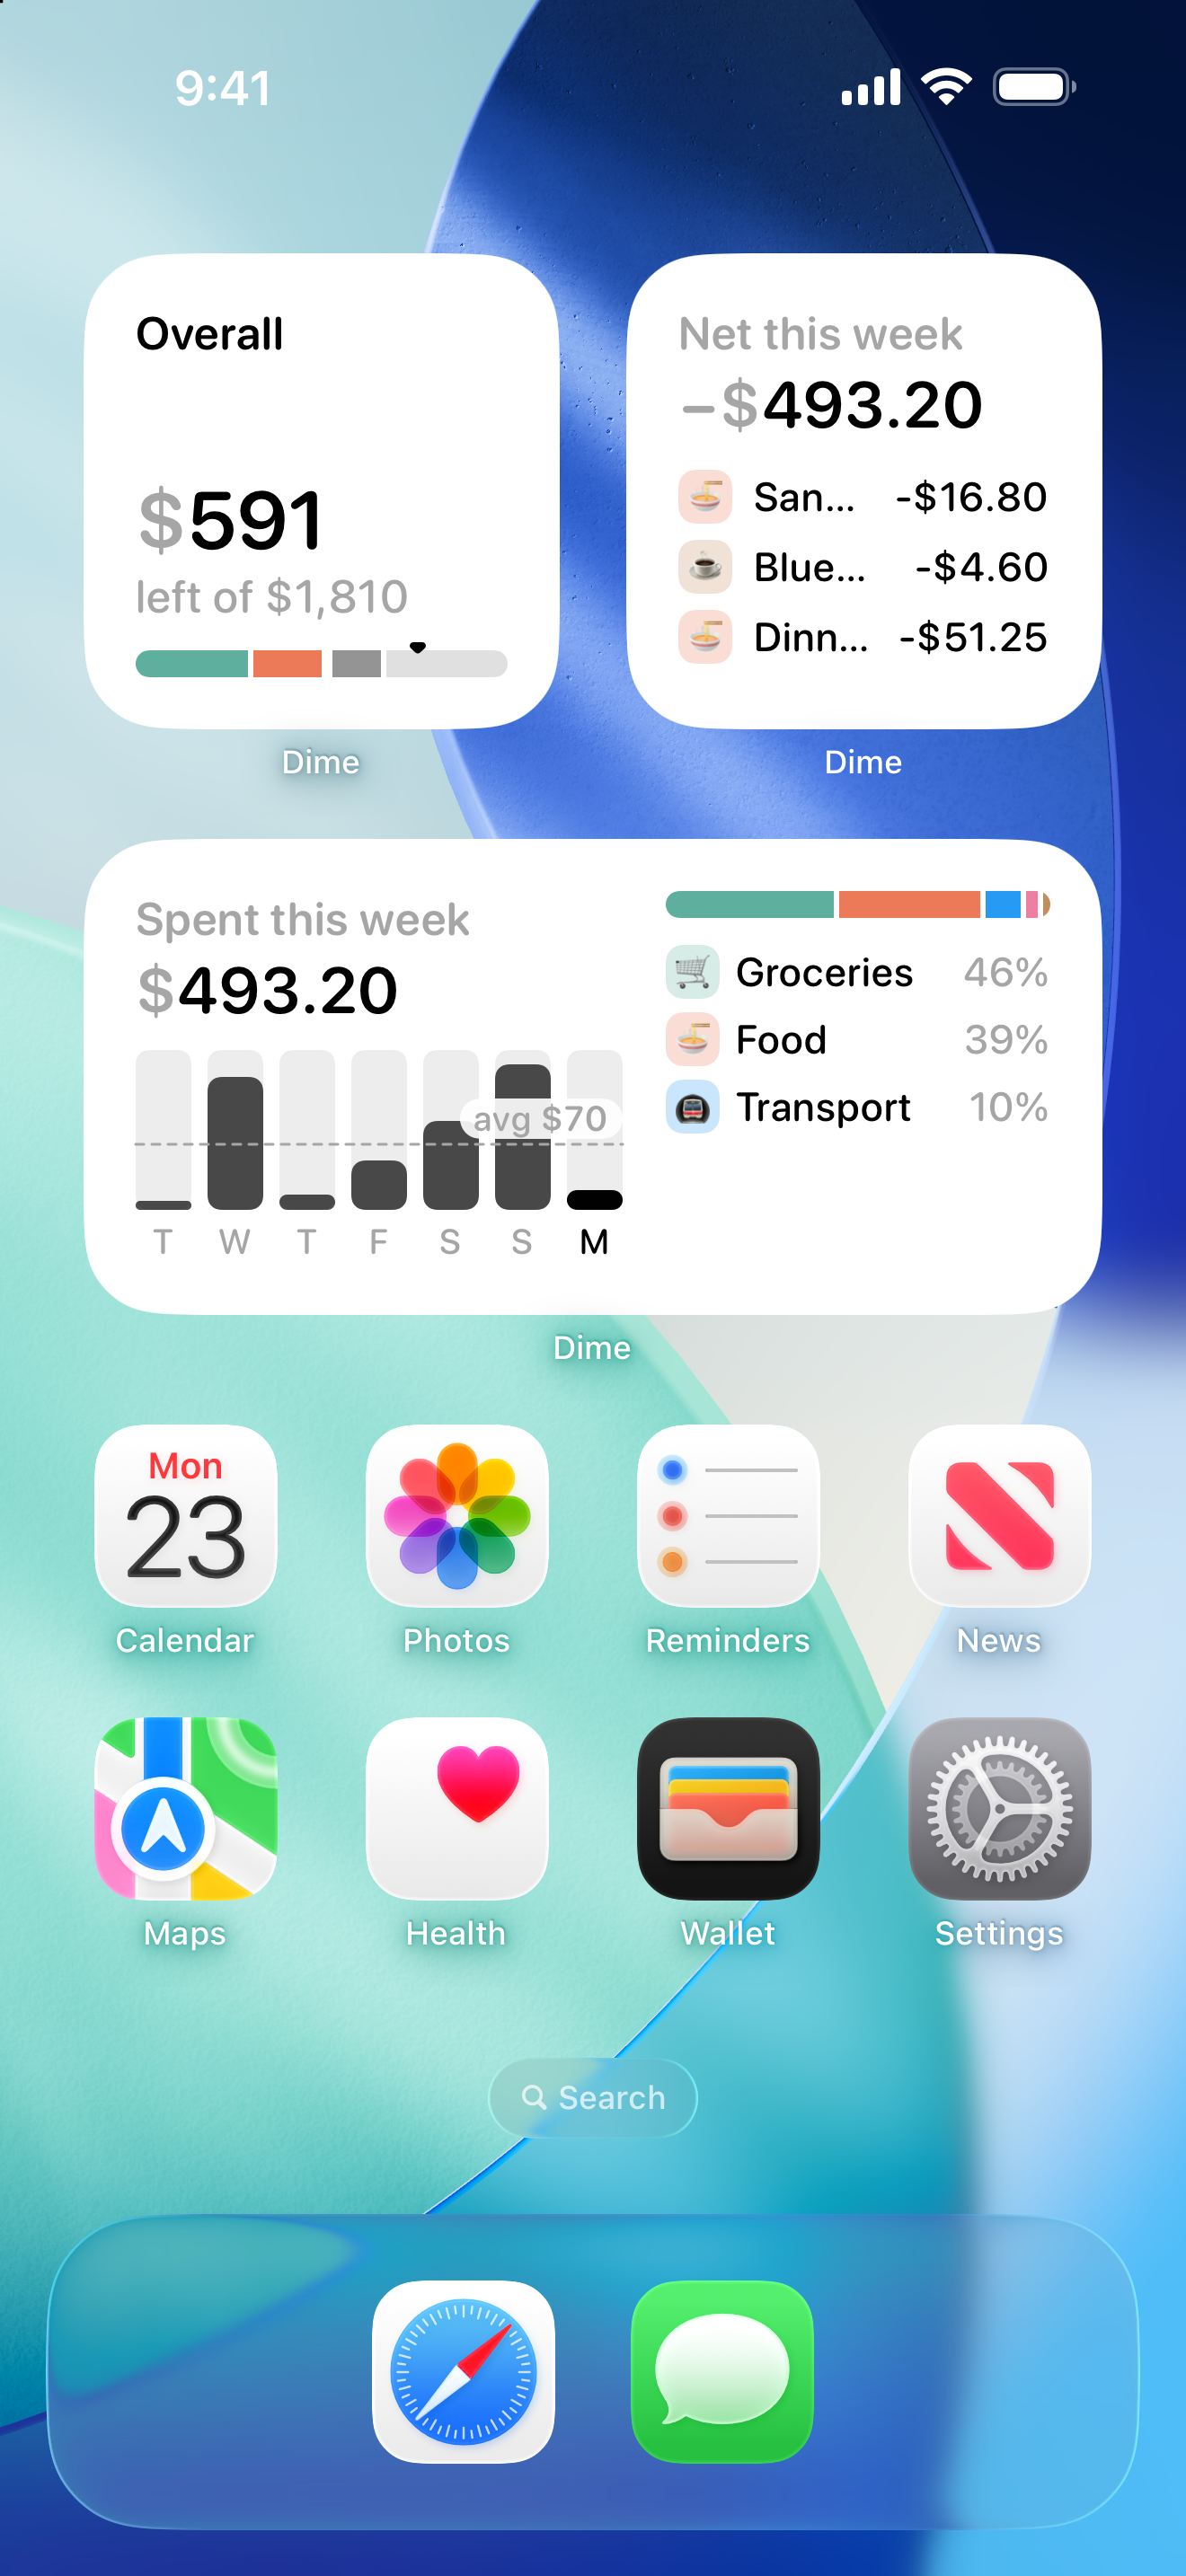 9:41
Overall
$591
left of $1,810
Dime
Net this week
-$493.20
San... -$16.80
Blue... -$4.60
Dinn... -$51.25
Dime
Spent this week
$493.20
avg $70
T W T F S S M
Groceries 46%
Food 39%
Transport 10%
Dime
Mon
23
Calendar
Photos
Reminders
News
Maps
Health
Wallet
Settings
Search